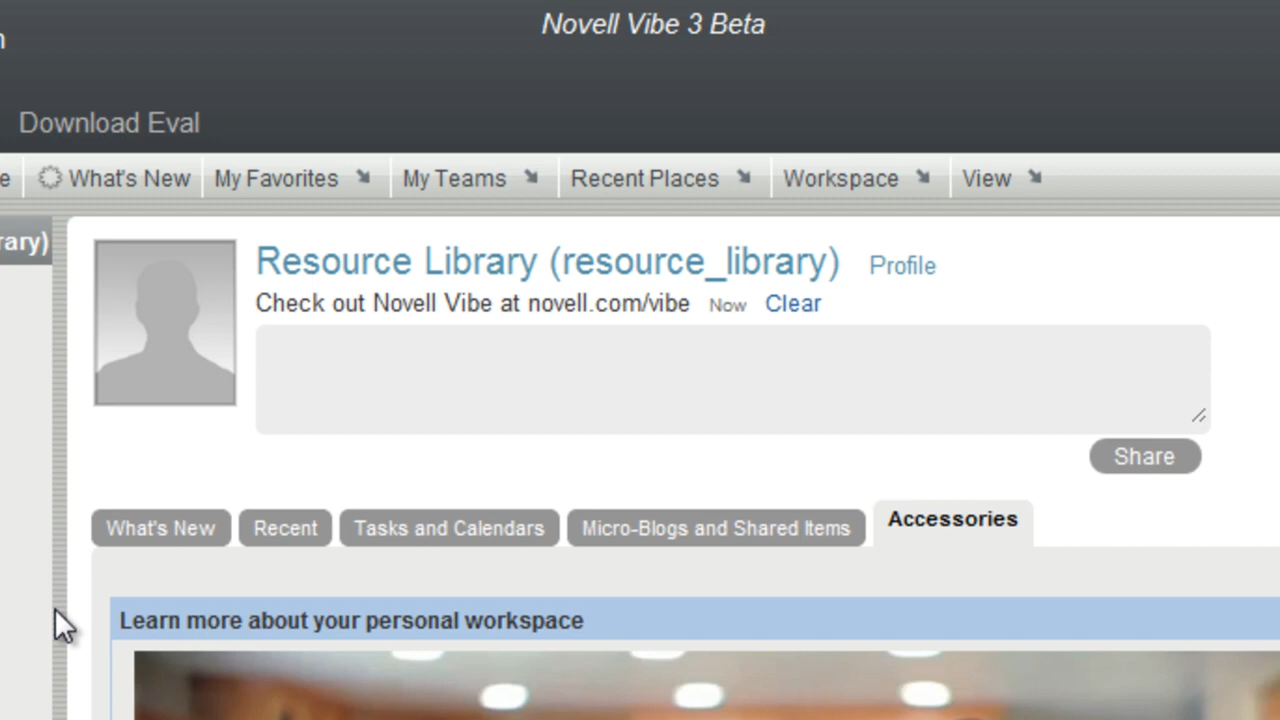 Novell Vibe 3 Beta
Download Eval
What's New My Favorites My Teams Recent Places Workspace View
rary)
Resource Library (resource_library) Profile
Check out Novell Vibe at novell.com/vibe Now Clear
Share
What's New Recent Tasks and Calendars Micro-Blogs and Shared Items Accessories
Learn more about your personal workspace